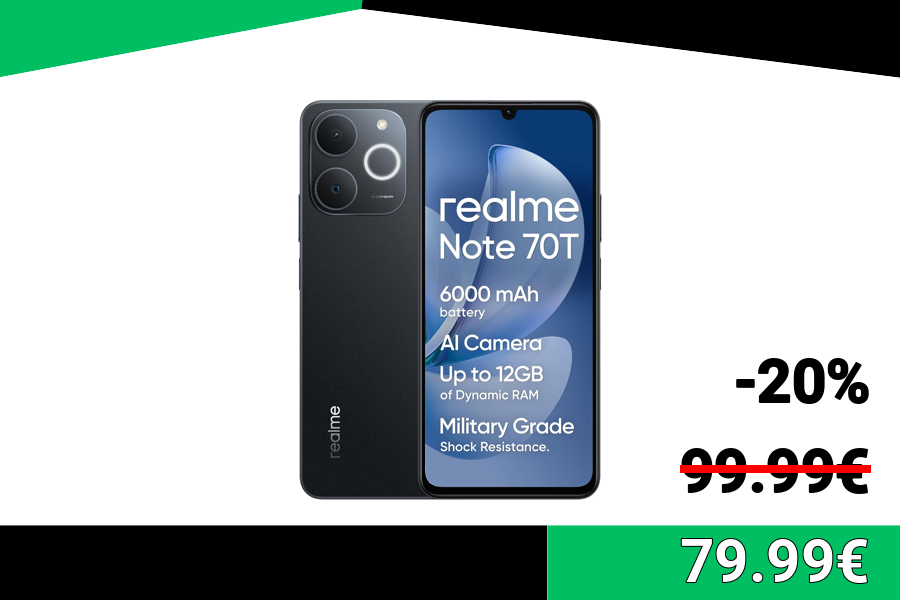 realme
realme
Note 70T
6000 mAh
battery
AI Camera
Up to 12GB
of Dynamic RAM
Military Grade
Shock Resistance.
-20%
99.99€
79.99€